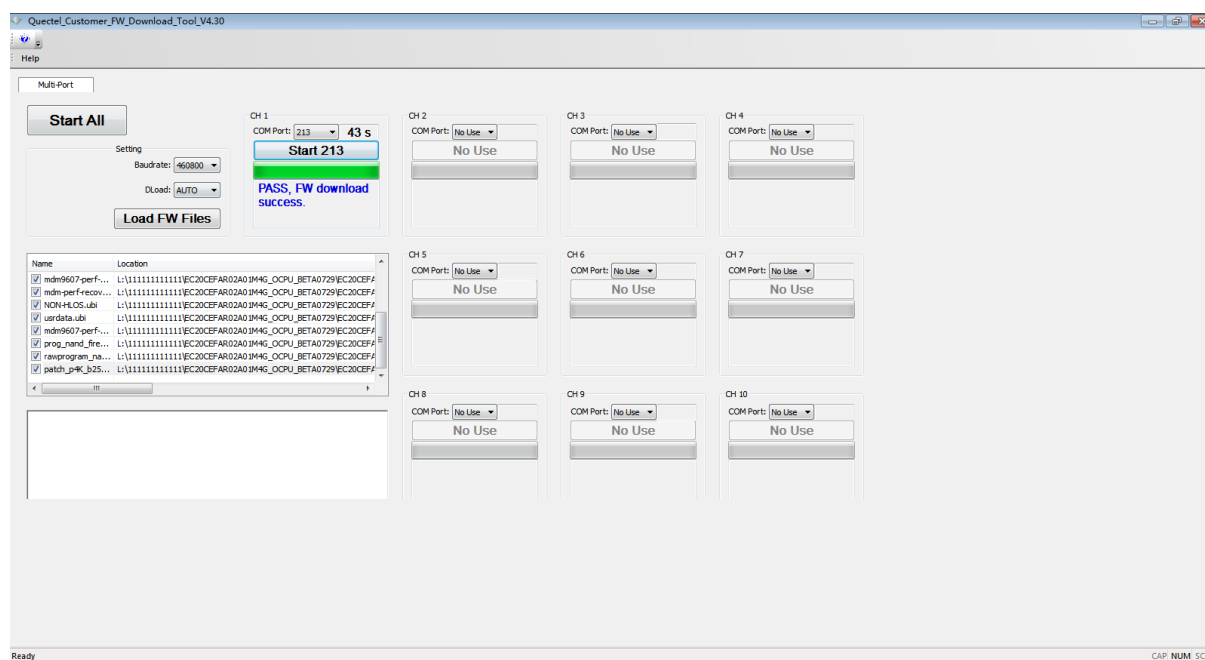 Quectel_Customer_FW_Download_Tool_V4.30
Help
Multi-Port
Start All
Setting
Baudrate: 460800
DLoad: AUTO
Load FW Files
CH 1
COM Port: 213 43 s
Start 213
PASS, FW download
success.
CH 2
COM Port: No Use
No Use
CH 3
COM Port: No Use
No Use
CH 4
COM Port: No Use
No Use
Name Location
mdm9607-perf-... L:\111111111111\EC20CEFAR02A01M4G_OCPU_BETA0729\EC20CEFA
mdm-perf-recov... L:\111111111111\EC20CEFAR02A01M4G_OCPU_BETA0729\EC20CEFA
NON-HLOS.ubi L:\111111111111\EC20CEFAR02A01M4G_OCPU_BETA0729\EC20CEFA
usrdata.ubi L:\111111111111\EC20CEFAR02A01M4G_OCPU_BETA0729\EC20CEFA
mdm9607-perf-... L:\111111111111\EC20CEFAR02A01M4G_OCPU_BETA0729\EC20CEFA
prog_nand_fire... L:\111111111111\EC20CEFAR02A01M4G_OCPU_BETA0729\EC20CEFA
rawprogram_na... L:\111111111111\EC20CEFAR02A01M4G_OCPU_BETA0729\EC20CEFA
patch_p4K_b25... L:\111111111111\EC20CEFAR02A01M4G_OCPU_BETA0729\EC20CEFA
CH 5
COM Port: No Use
No Use
CH 6
COM Port: No Use
No Use
CH 7
COM Port: No Use
No Use
CH 8
COM Port: No Use
No Use
CH 9
COM Port: No Use
No Use
CH 10
COM Port: No Use
No Use
Ready
CAP NUM SC